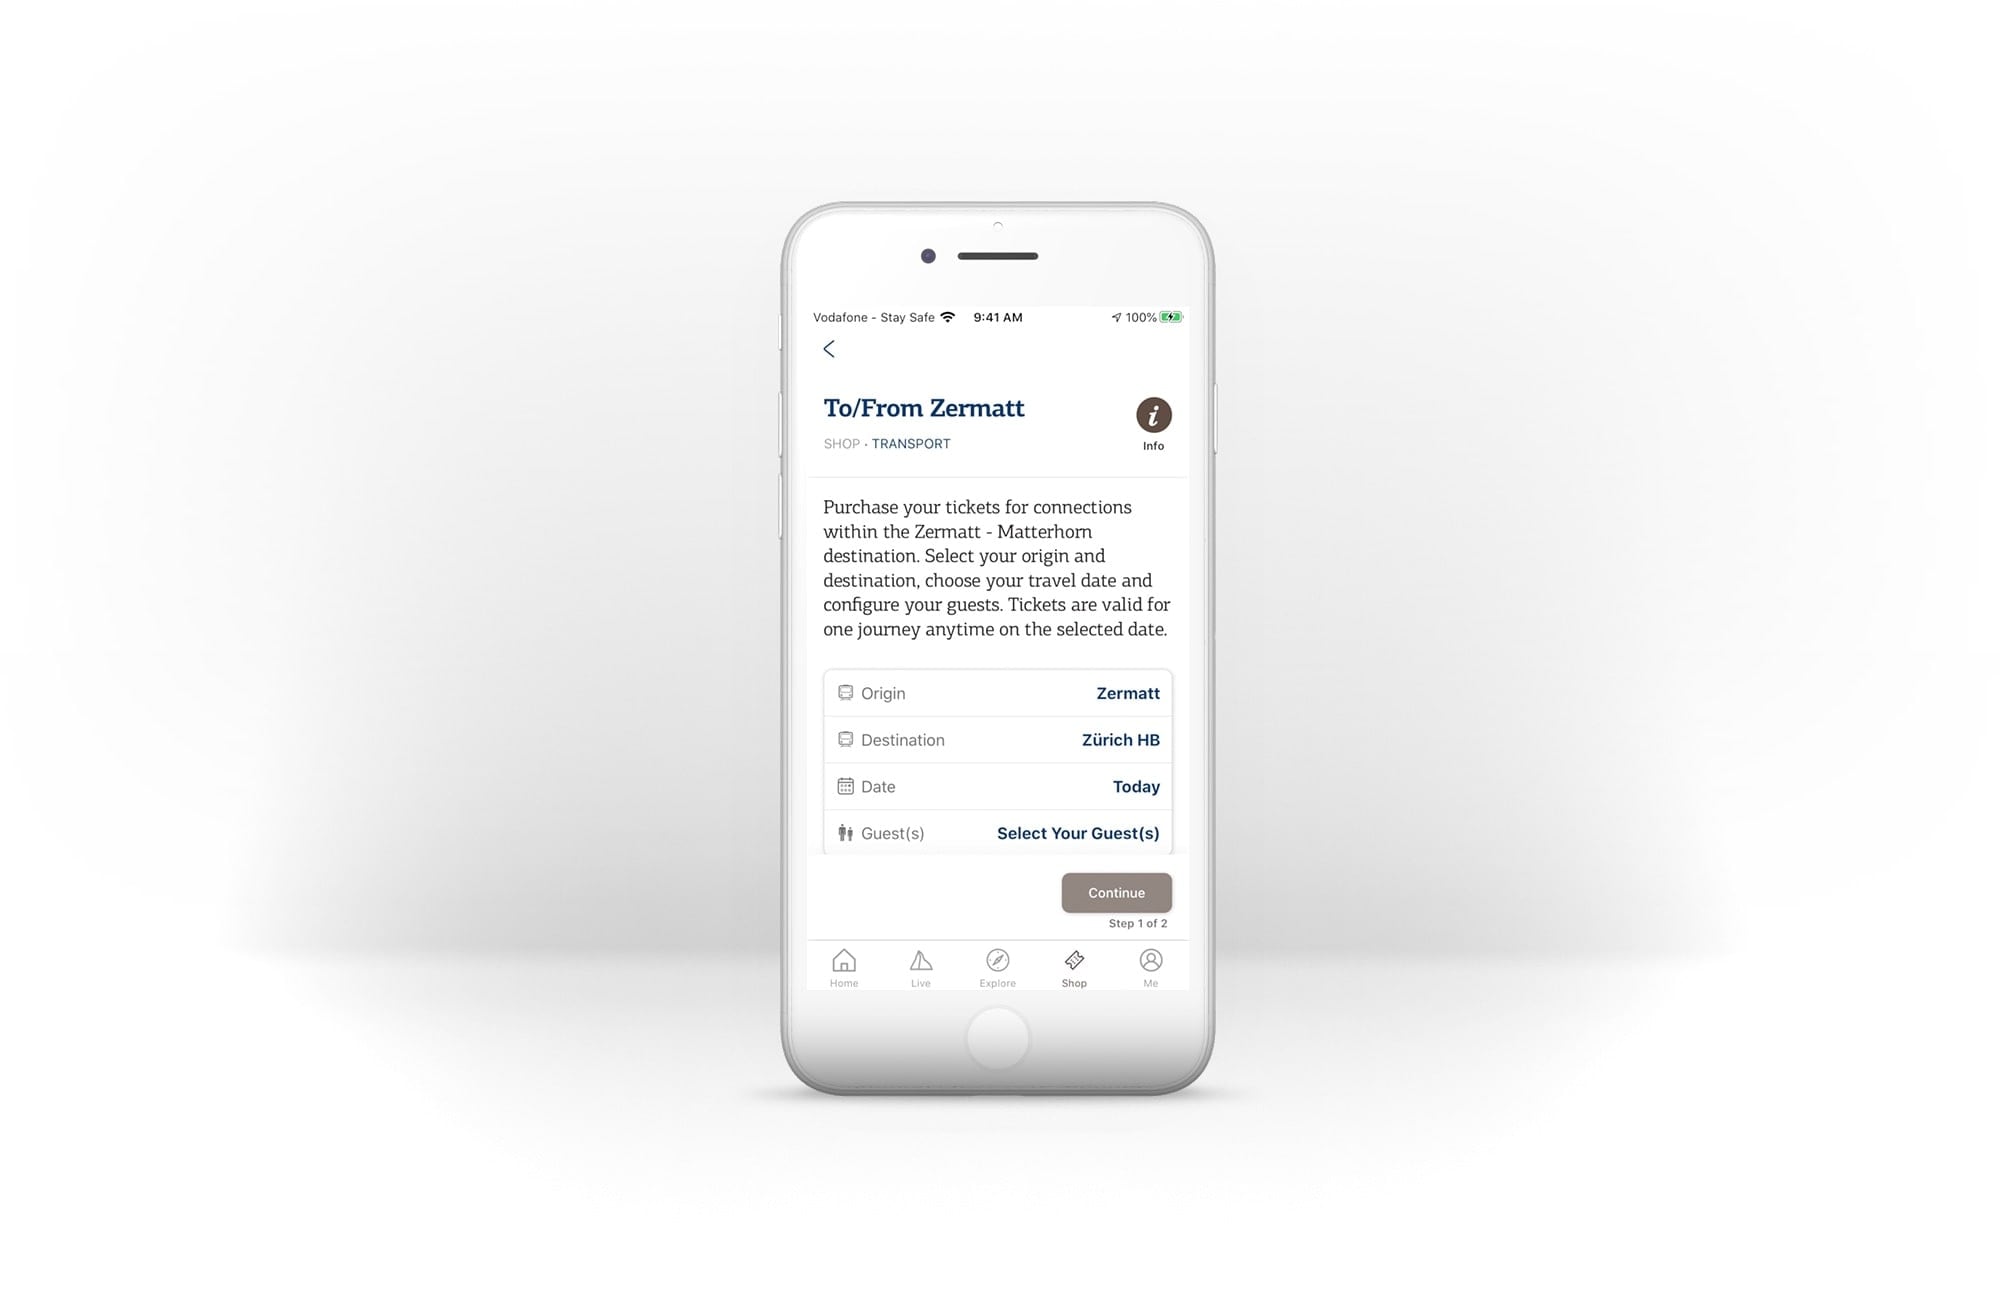 Vodafone - Stay Safe 9:41 AM 100%
To/From Zermatt
SHOP • TRANSPORT
i
Info
Purchase your tickets for connections
within the Zermatt - Matterhorn
destination. Select your origin and
destination, choose your travel date and
configure your guests. Tickets are valid for
one journey anytime on the selected date.
Origin Zermatt
Destination Zürich HB
Date Today
Guest(s) Select Your Guest(s)
Continue
Step 1 of 2
Home Live Explore Shop Me